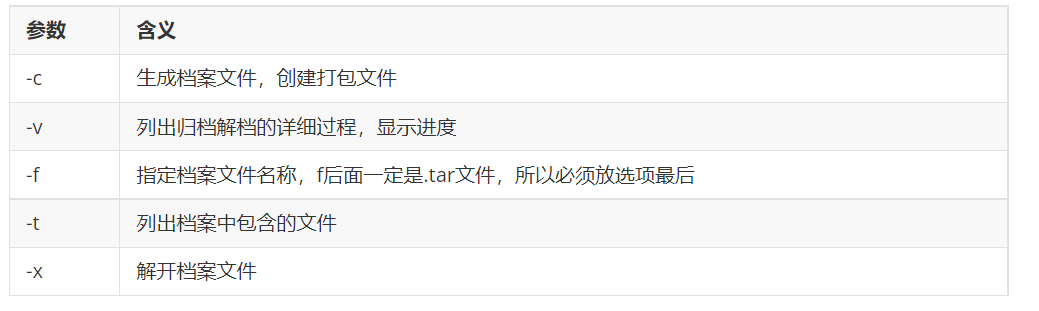 参数 含义
-c 生成档案文件，创建打包文件
-v 列出归档解档的详细过程，显示进度
-f 指定档案文件名称，f后面一定是.tar文件，所以必须放选项最后
-t 列出档案中包含的文件
-x 解开档案文件